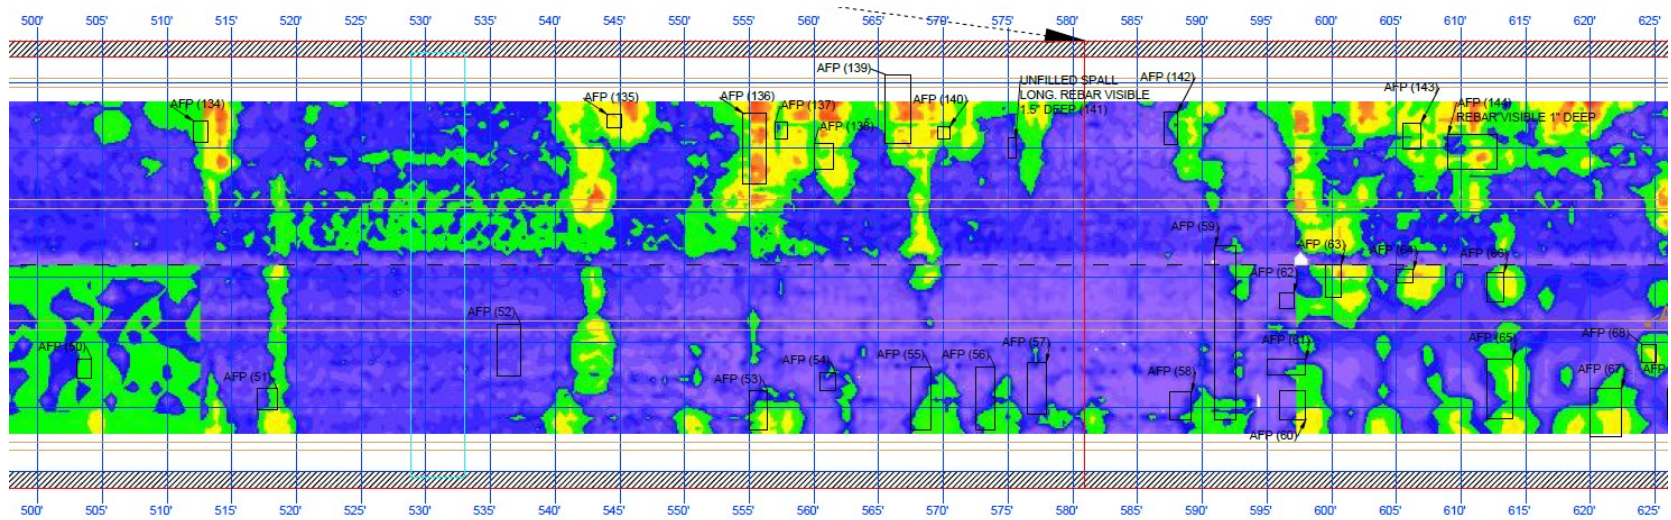 500' 505' 510' 515' 520' 525' 530' 535' 540' 545' 550' 555' 560' 565' 570' 575' 580' 585' 590' 595' 600' 605' 610' 615' 620' 625'
AFP (139)
AFP (142)
UNFILLED SPALL
LONG. REBAR VISIBLE
1.5" DEEP (141)
AFP (134)
AFP (135)
AFP (136)
AFP (137)
AFP (138)
AFP (140)
AFP (143)
AFP (144)
REBAR VISIBLE 1" DEEP
AFP (59)
AFP (63)
AFP (64)
AFP (66)
AFP (62)
AFP (52)
AFP (50)
AFP (51)
AFP (53)
AFP (54)
AFP (55)
AFP (56)
AFP (57)
AFP (58)
AFP (61)
AFP (65)
AFP (68)
AFP (67)
AFP
AFP (60)
500' 505' 510' 515' 520' 525' 530' 535' 540' 545' 550' 555' 560' 565' 570' 575' 580' 585' 590' 595' 600' 605' 610' 615' 620' 625'